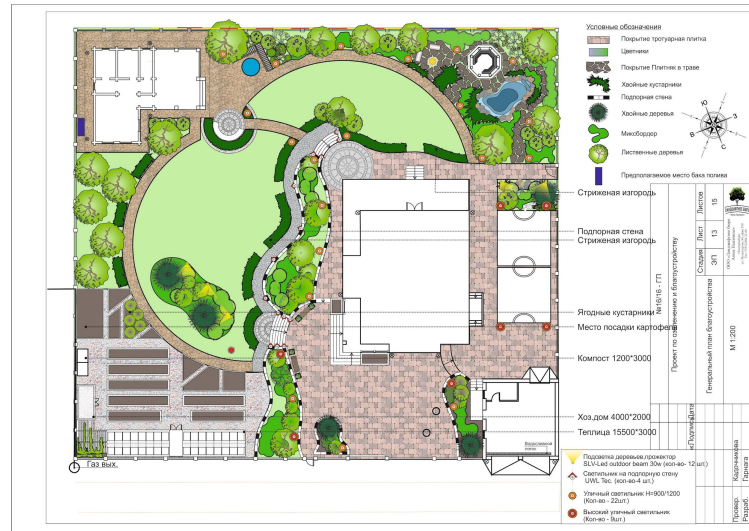 Условные обозначения
Покрытие тротуарная плитка
Цветники
Покрытие Плитняк в траве
Хвойные кустарники
Подпорная стена
Хвойные деревья
Миксбордюр
Лиственные деревья
Предполагаемое место бака полива
Ю
З
В
С
Стриженая изгородь
Подпорная стена
Стриженая изгородь
Ягодные кустарники
Место посадки картофеля
Компост 1200*3000
Хоз.дом 4000*2000
Теплица 15500*3000
Газ вых.
Подсветка деревьев,прожектор
SLV-Led outdoor beam 30w (кол-во- 12 шт.)
Светильник на подпорную стену
UWL Tec. (кол-во-4 шт.)
Уличный светильник H=900/1200
(Кол-во - 22шт.)
Высокий уличный светильник
(Кол-во - 9шт.)
№16/16 - ГП
Проект по озеленению и благоустройству
Генеральный план благоустройства
М 1:200
Стадия
Лист
Листов
ЭП
13
15
Подпись
Дата
Провер.
Кадочникова
Разраб.
Гарнага